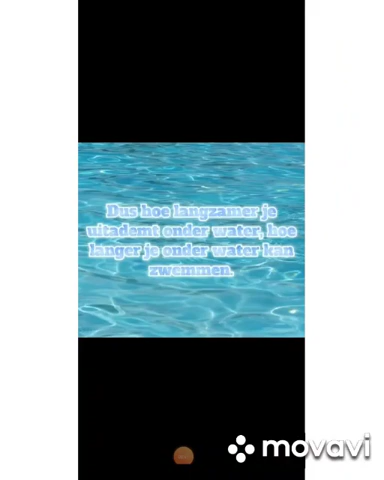 Dus hoe langzamer je
uitademt onder water, hoe
langer je onder water kan
zwemmen.
movavi